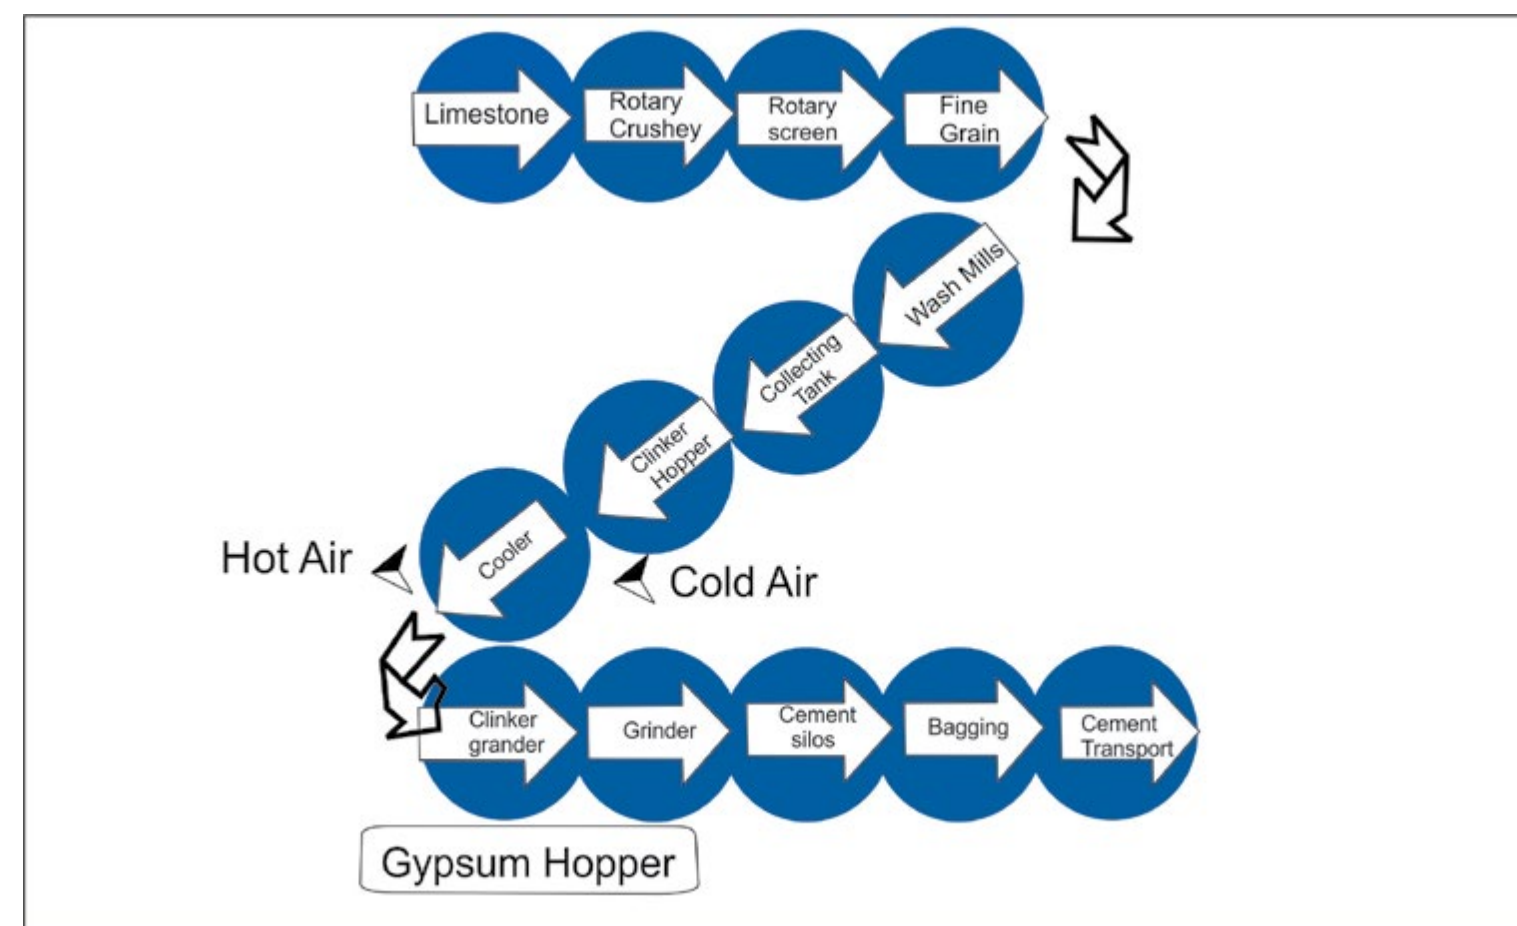 Limestone
Rotary
Crushey
Rotary
screen
Fine
Grain
Wash Mills
Collecting
Tank
Clinker
Hopper
Cooler
Hot Air
Cold Air
Clinker
grander
Grinder
Cement
silos
Bagging
Cement
Transport
Gypsum Hopper